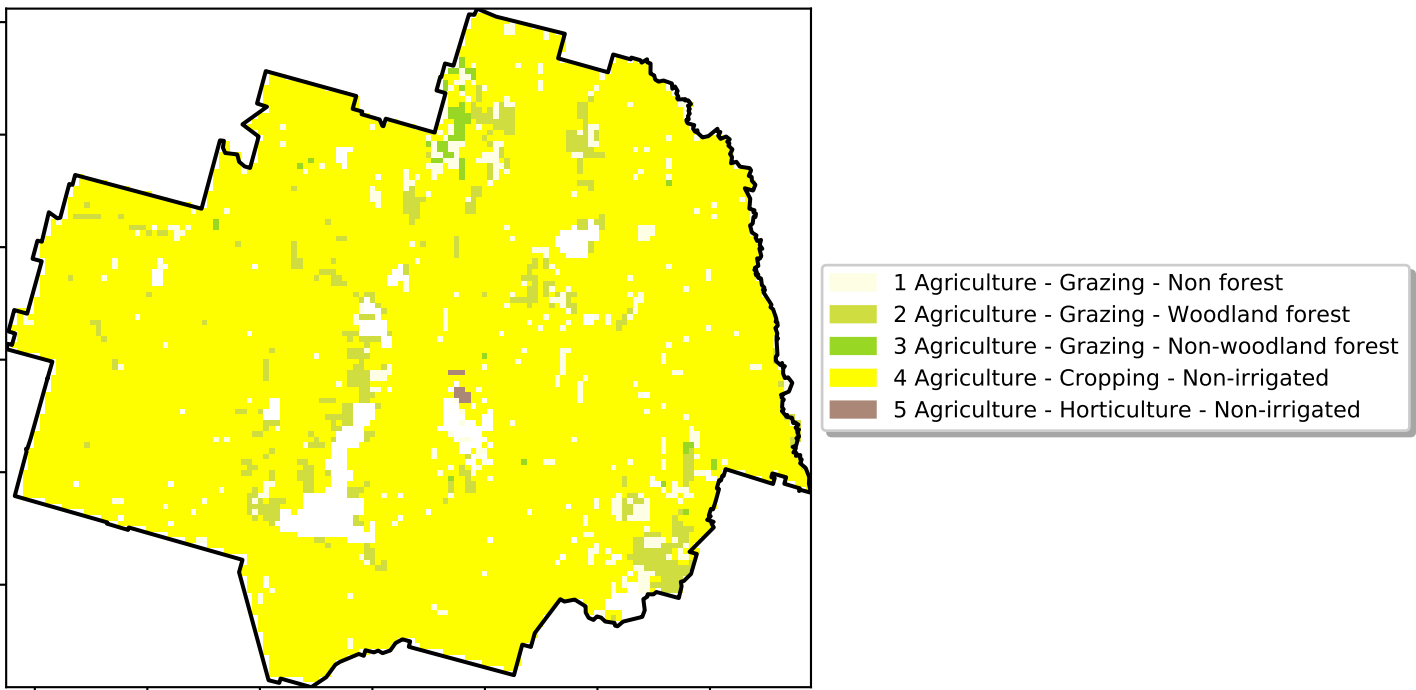 1 Agriculture - Grazing - Non forest
2 Agriculture - Grazing - Woodland forest
3 Agriculture - Grazing - Non-woodland forest
4 Agriculture - Cropping - Non-irrigated
5 Agriculture - Horticulture - Non-irrigated